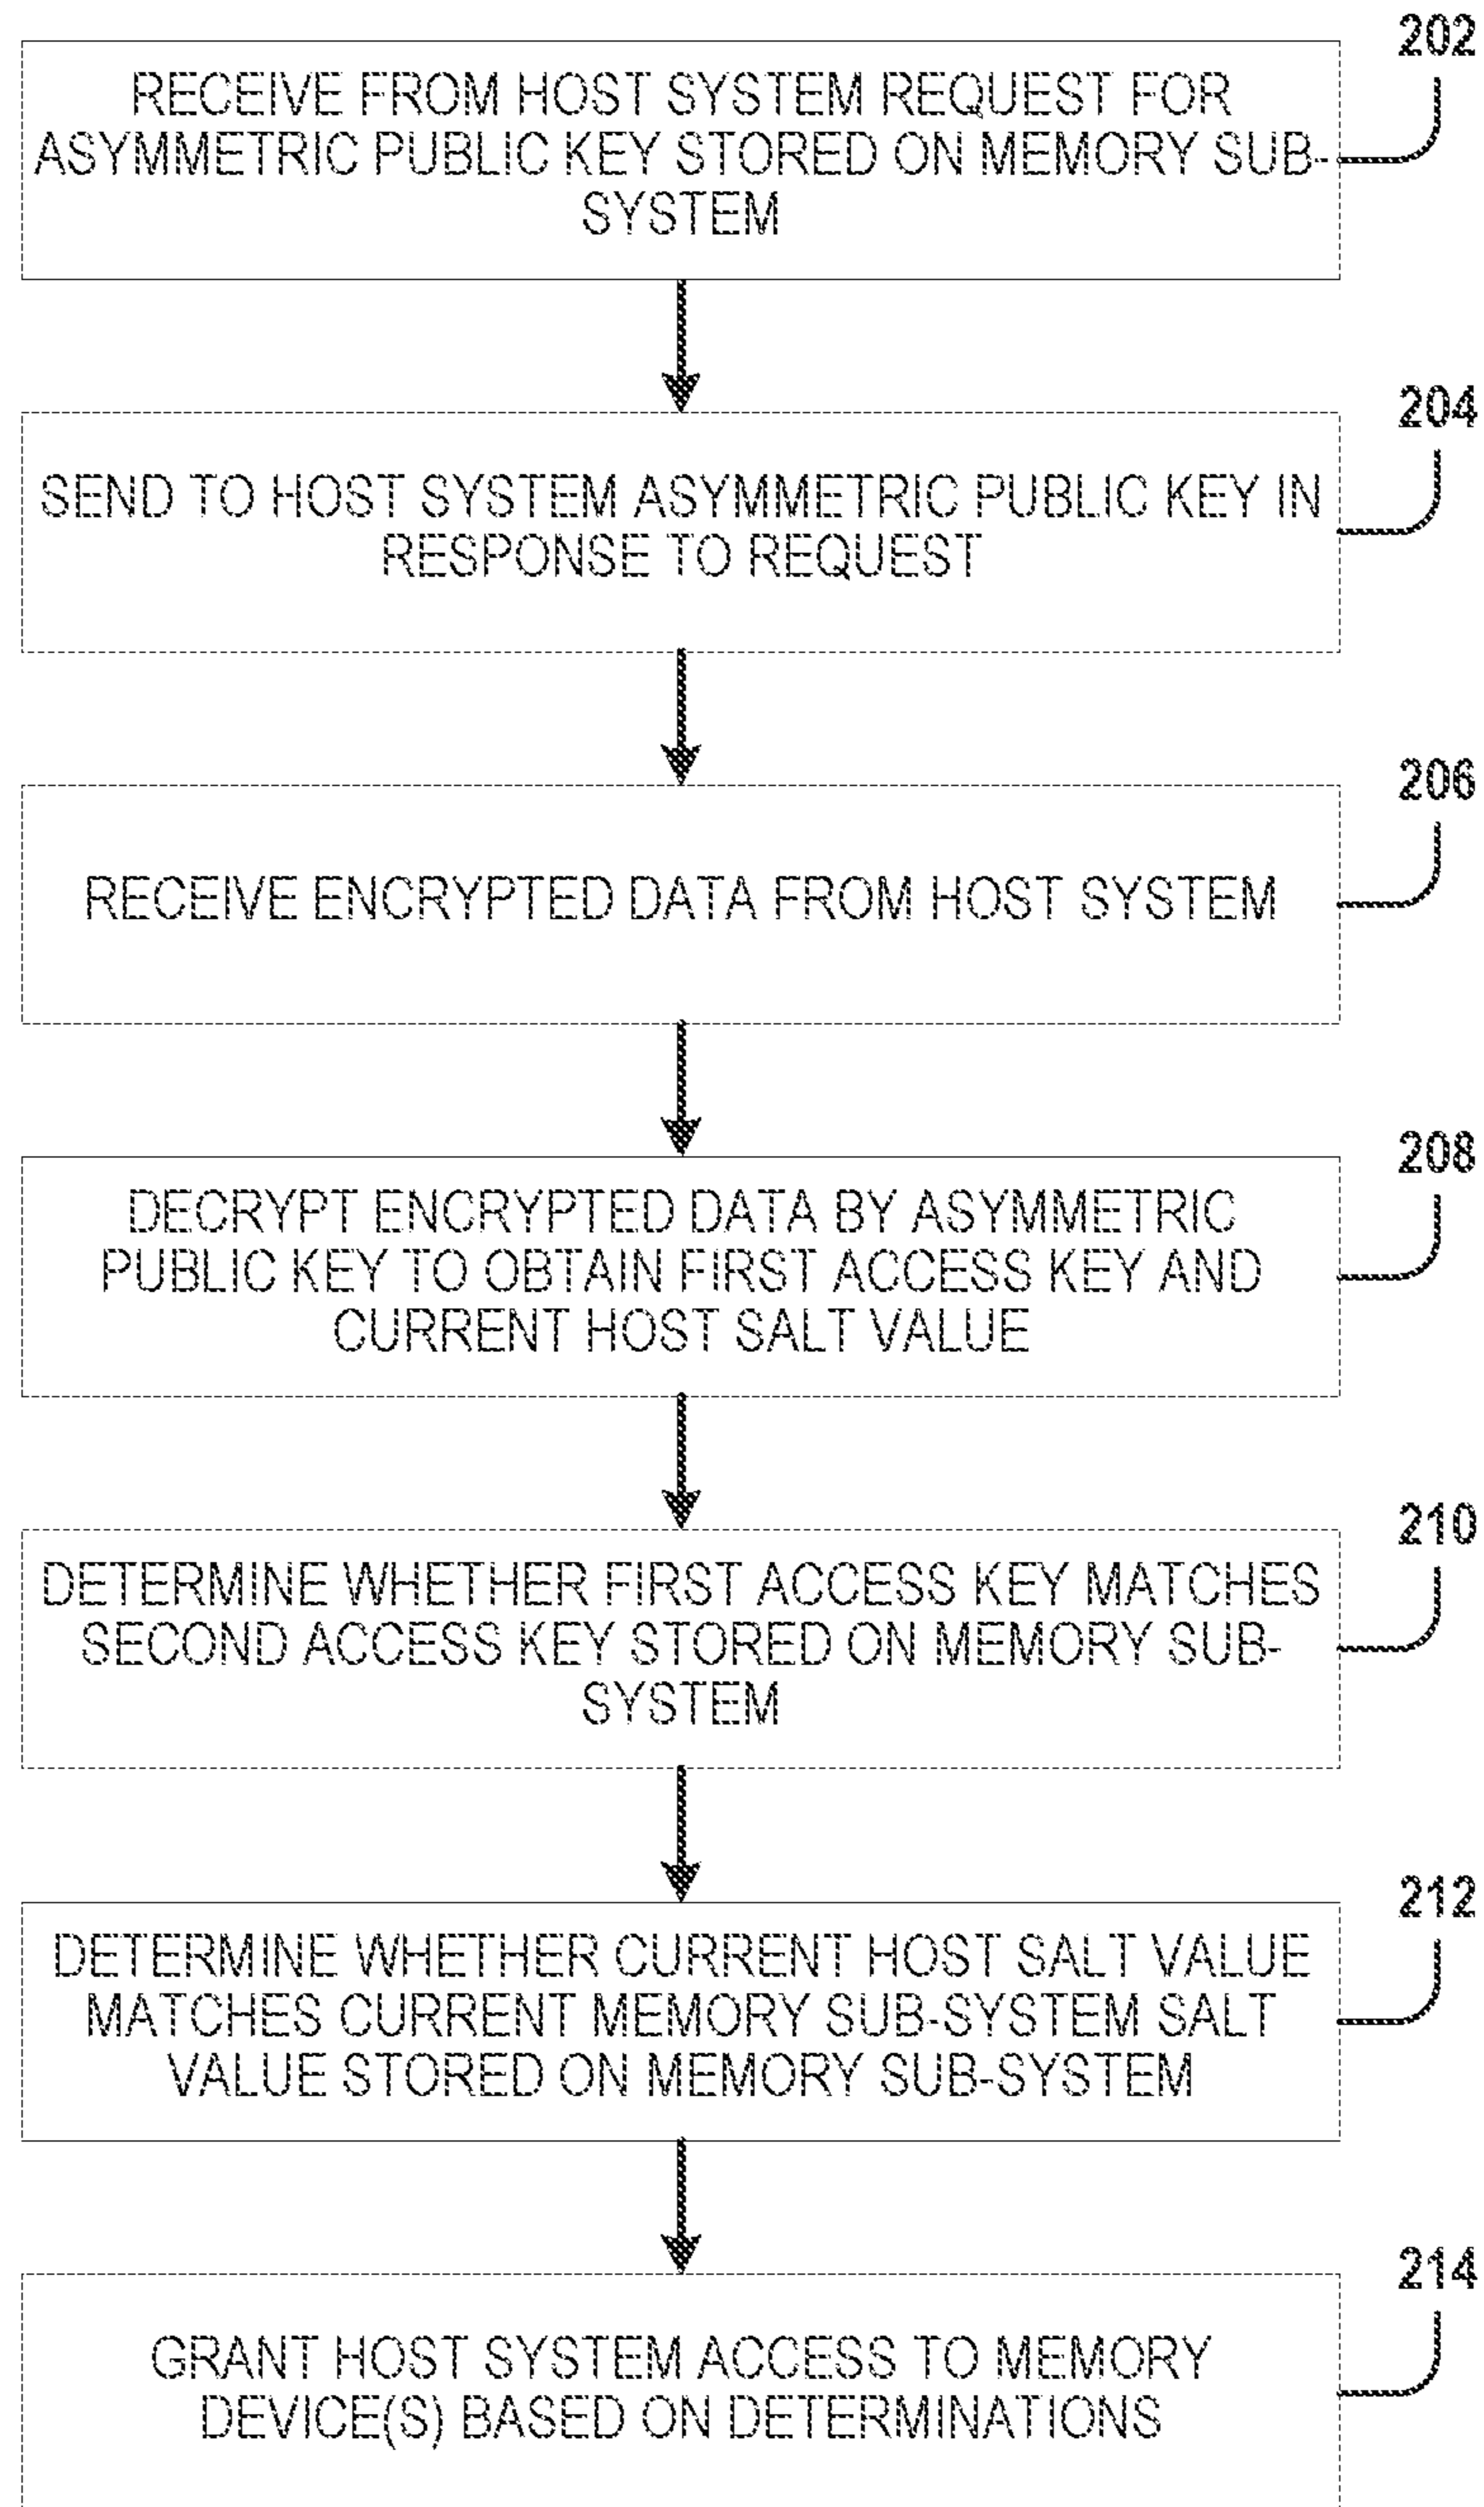 202
RECEIVE FROM HOST SYSTEM REQUEST FOR
ASYMMETRIC PUBLIC KEY STORED ON MEMORY SUB-
SYSTEM
204
SEND TO HOST SYSTEM ASYMMETRIC PUBLIC KEY IN
RESPONSE TO REQUEST
206
RECEIVE ENCRYPTED DATA FROM HOST SYSTEM
208
DECRYPT ENCRYPTED DATA BY ASYMMETRIC
PUBLIC KEY TO OBTAIN FIRST ACCESS KEY AND
CURRENT HOST SALT VALUE
210
DETERMINE WHETHER FIRST ACCESS KEY MATCHES
SECOND ACCESS KEY STORED ON MEMORY SUB-
SYSTEM
212
DETERMINE WHETHER CURRENT HOST SALT VALUE
MATCHES CURRENT MEMORY SUB-SYSTEM SALT
VALUE STORED ON MEMORY SUB-SYSTEM
214
GRANT HOST SYSTEM ACCESS TO MEMORY
DEVICE(S) BASED ON DETERMINATIONS